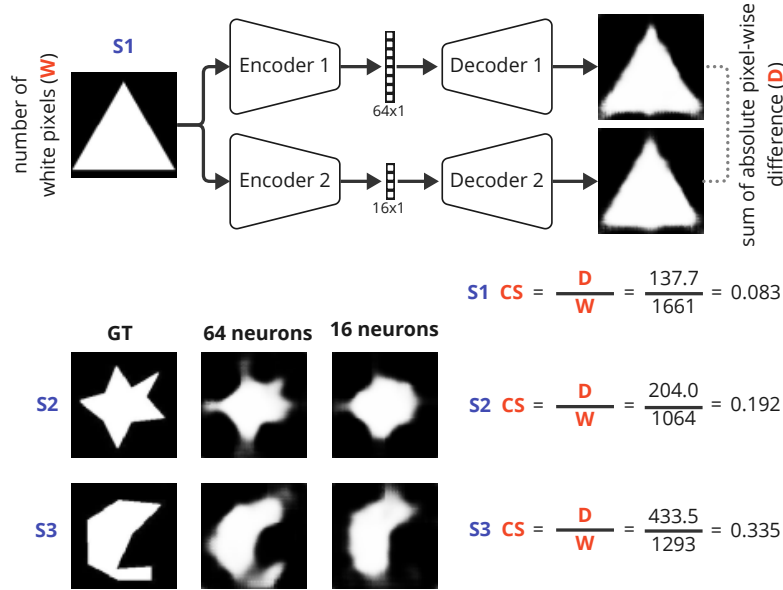 S1
number of
white pixels (W)
Encoder 1
64x1
Decoder 1
Encoder 2
16x1
Decoder 2
sum of absolute pixel-wise
difference (D)
S1 CS = D / W = 137.7 / 1661 = 0.083
GT
64 neurons
16 neurons
S2
S2 CS = D / W = 204.0 / 1064 = 0.192
S3
S3 CS = D / W = 433.5 / 1293 = 0.335